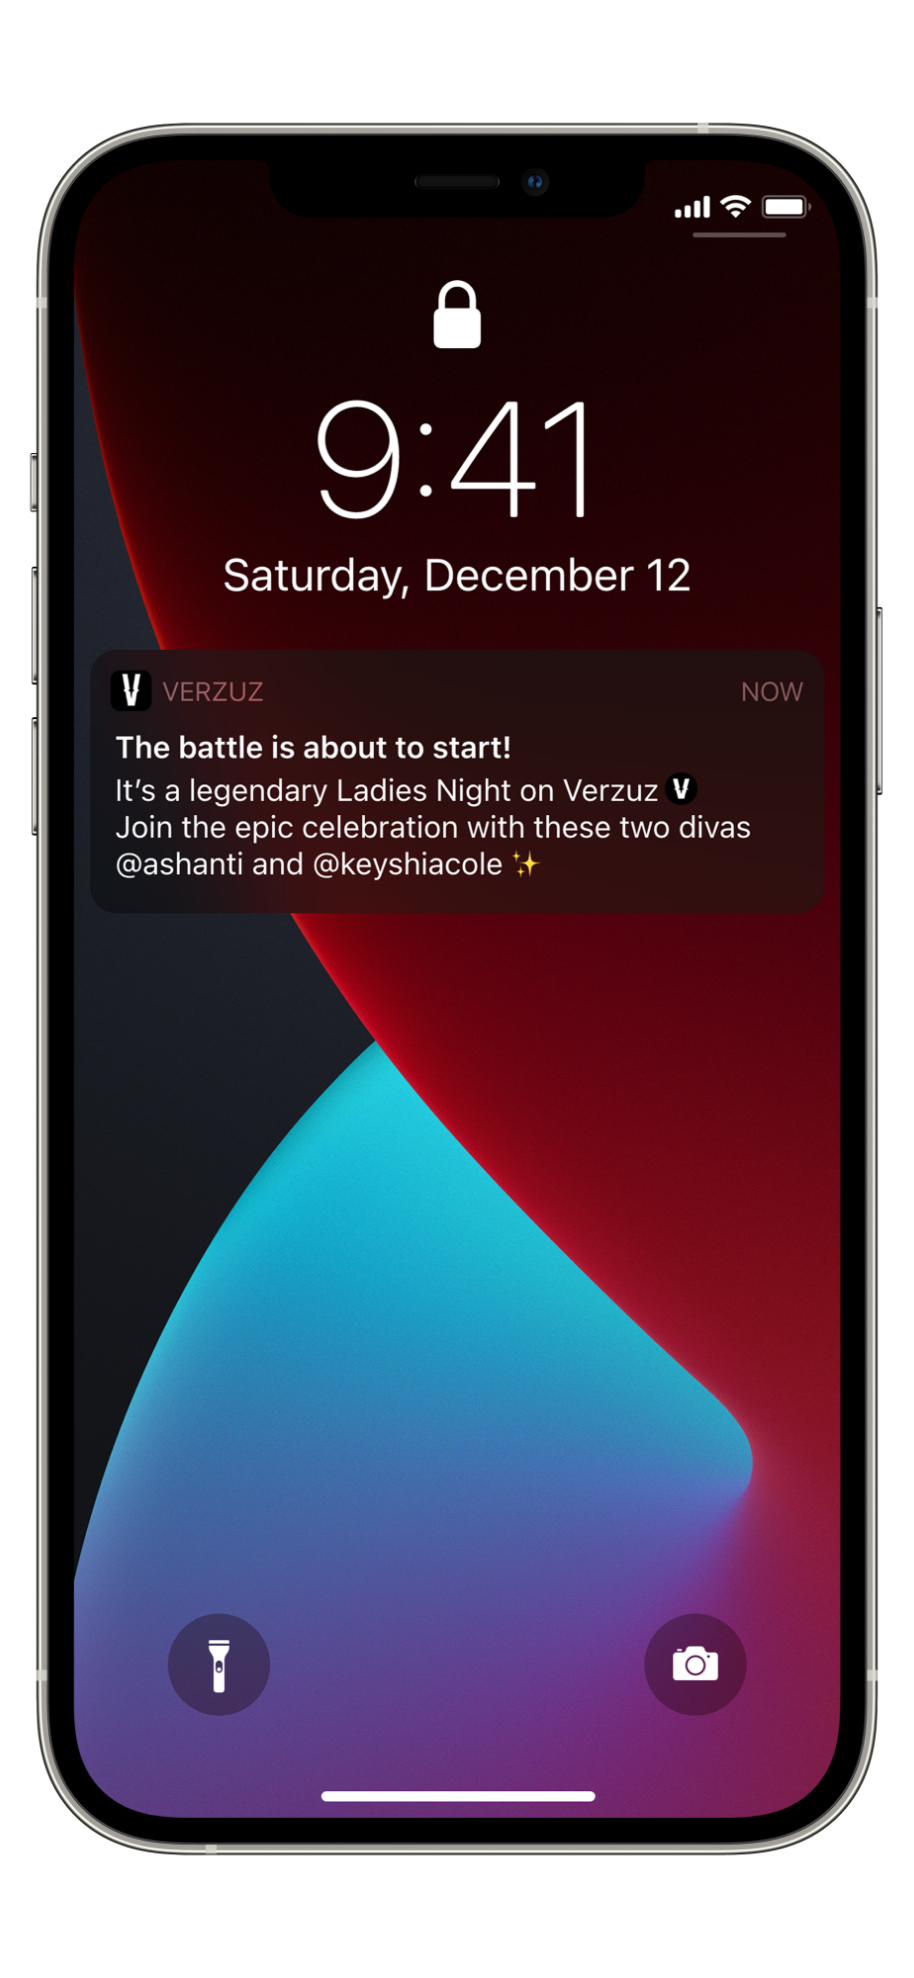 9:41
Saturday, December 12
VERZUZ NOW
The battle is about to start!
It’s a legendary Ladies Night on Verzuz V
Join the epic celebration with these two divas
@ashanti and @keyshiacole ✨